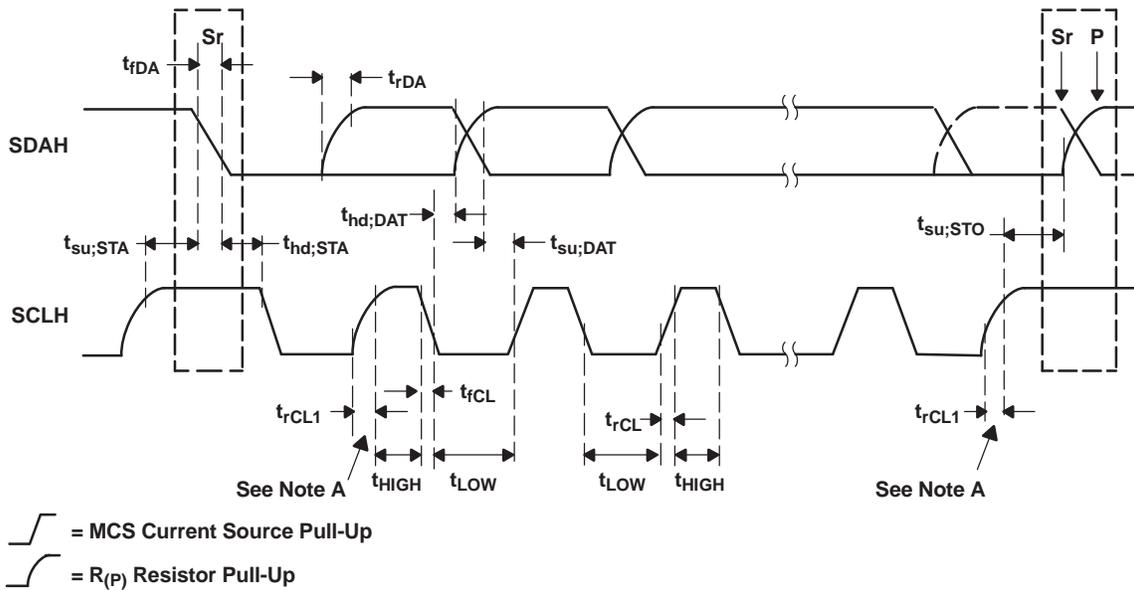 Sr
Sr P
tfDA
trDA
SDAH
thd;DAT
tsu;STA
thd;STA
tsu;DAT
tsu;STO
SCLH
tfCL
trCL1
trCL
trCL1
tHIGH
tLOW
tLOW
tHIGH
See Note A
See Note A
= MCS Current Source Pull-Up
= R(P) Resistor Pull-Up